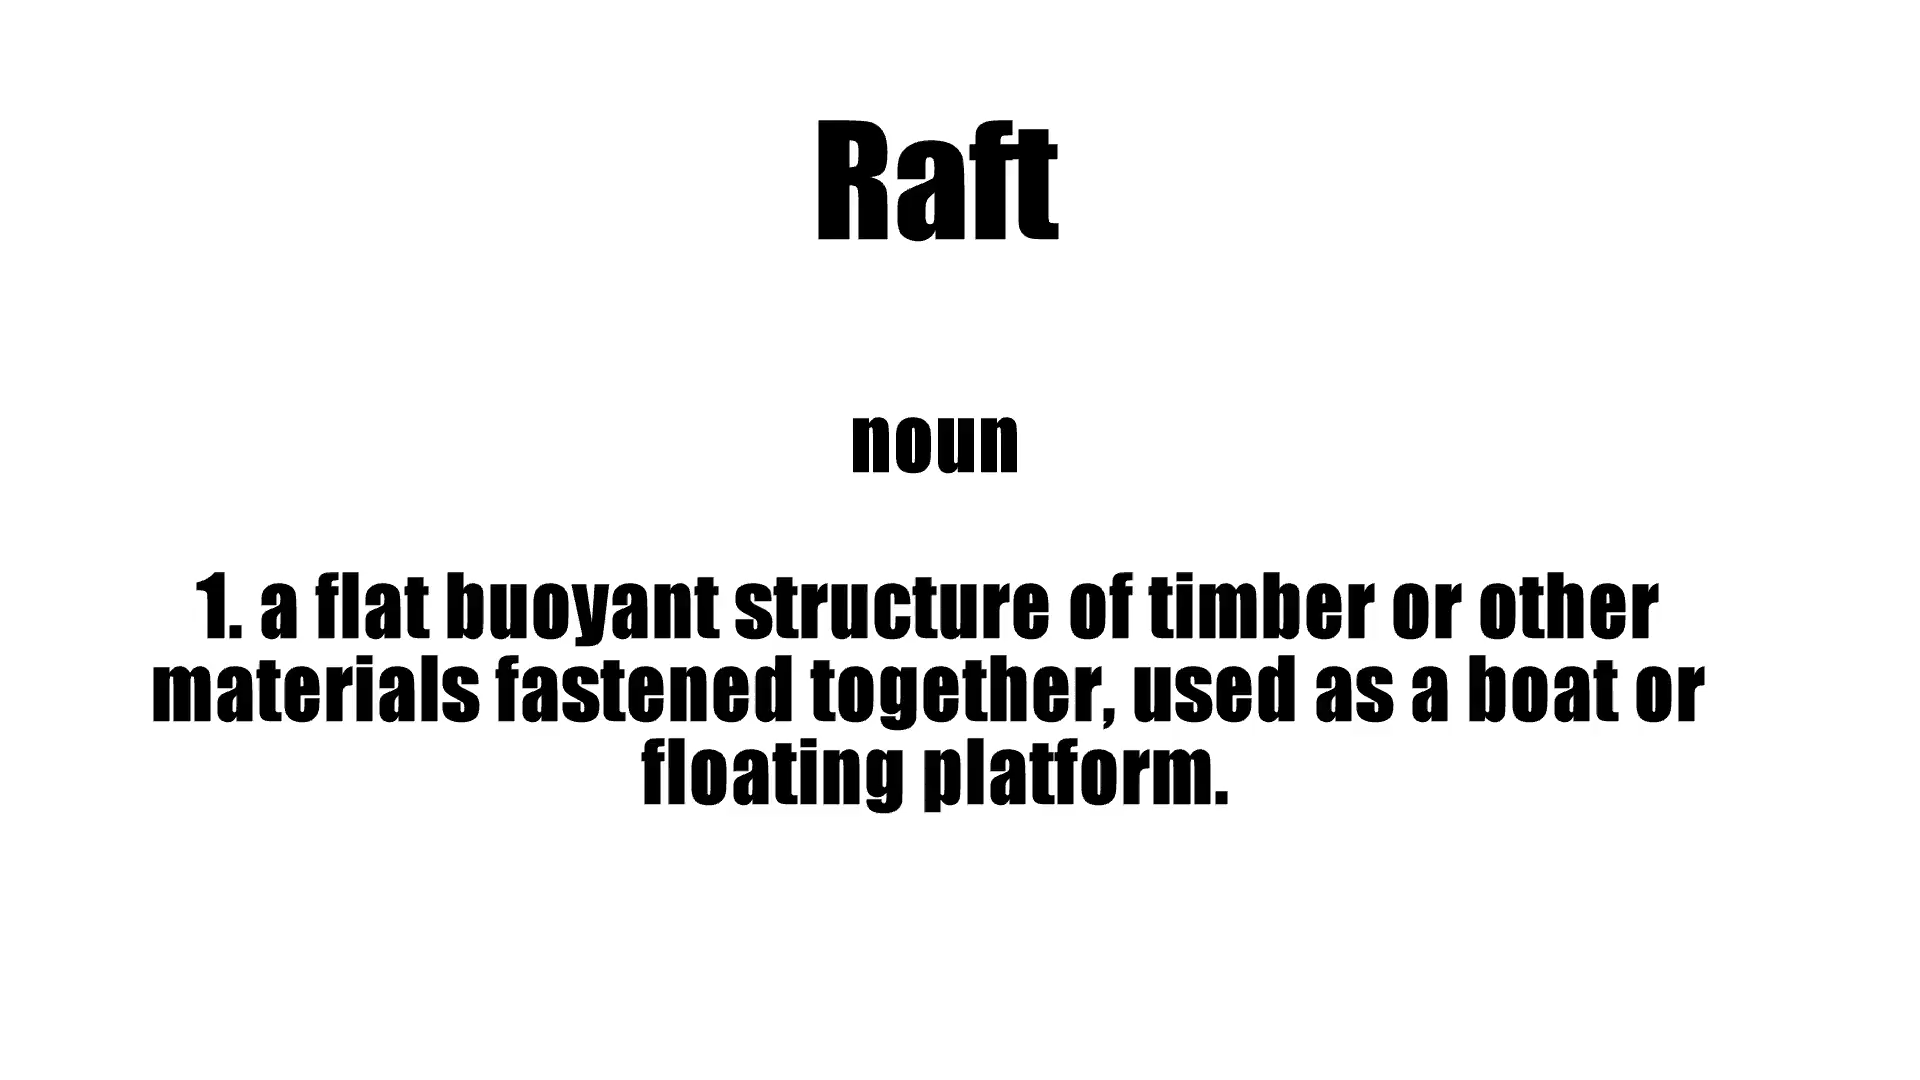 Raft
noun
1. a flat buoyant structure of timber or other
materials fastened together, used as a boat or
floating platform.